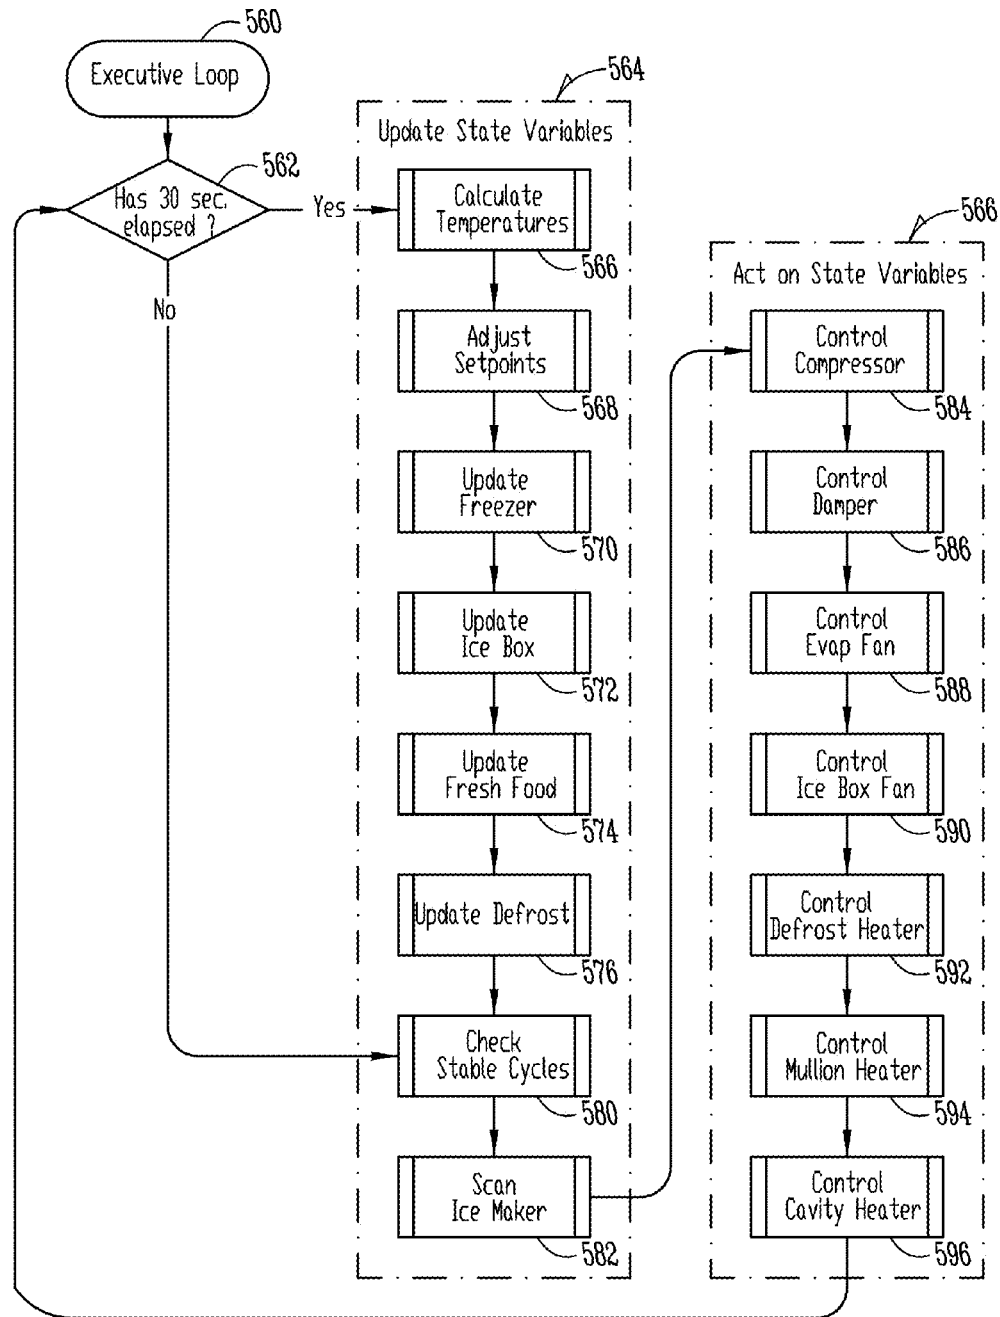 560
Executive Loop
562
Has 30 sec.
elapsed ?
Yes
No
564
Update State Variables
Calculate
Temperatures
566
Adjust
Setpoints
568
Update
Freezer
570
Update
Ice Box
572
Update
Fresh Food
574
Update Defrost
576
Check
Stable Cycles
580
Scan
Ice Maker
582
566
Act on State Variables
Control
Compressor
584
Control
Damper
586
Control
Evap Fan
588
Control
Ice Box Fan
590
Control
Defrost Heater
592
Control
Mullion Heater
594
Control
Cavity Heater
596